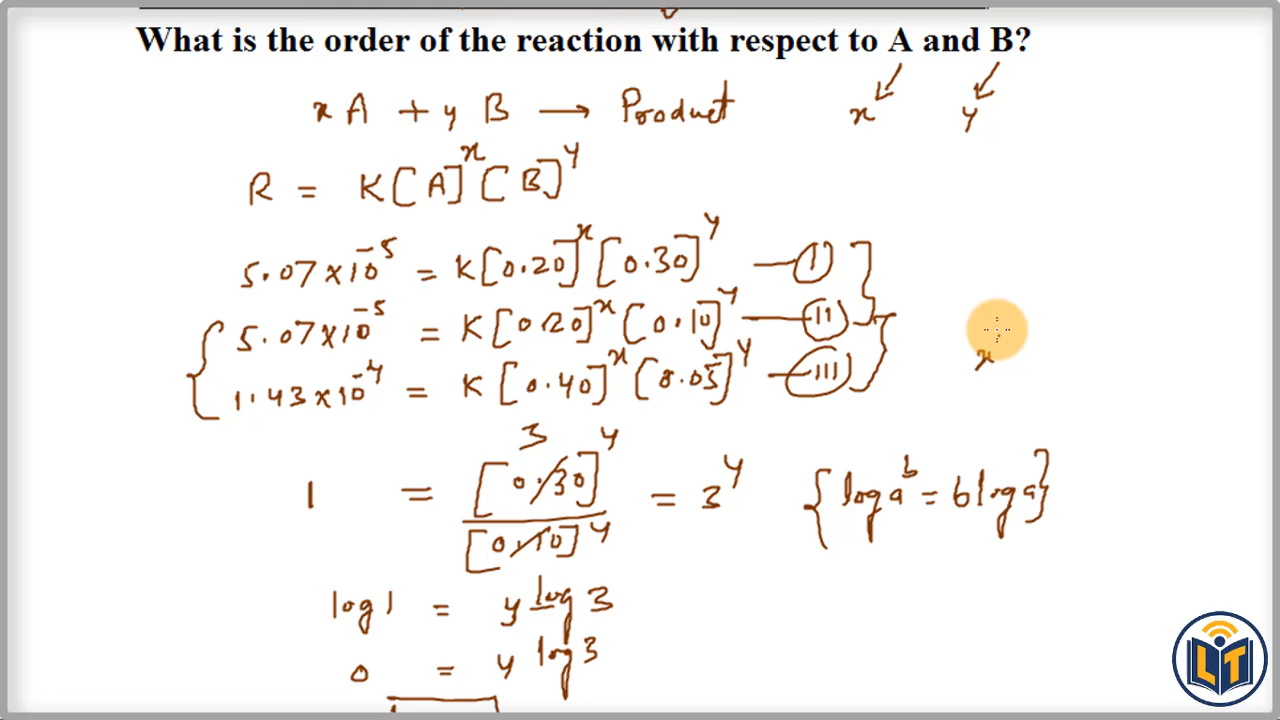 What is the order of the reaction with respect to A and B?
x A + y B → Product x y
R = K[A]^x [B]^y
5.07×10^-5 = K[0.20]^x [0.30]^y — I
5.07×10^-5 = K[0.20]^x [0.10]^y — II
1.43×10^-4 = K[0.40]^x [0.05]^y — III
x
1 = [0.30]^y / [0.10]^y = 3^y {log a^b = b log a}
3
log 1 = y log 3
0 = y log 3
LT